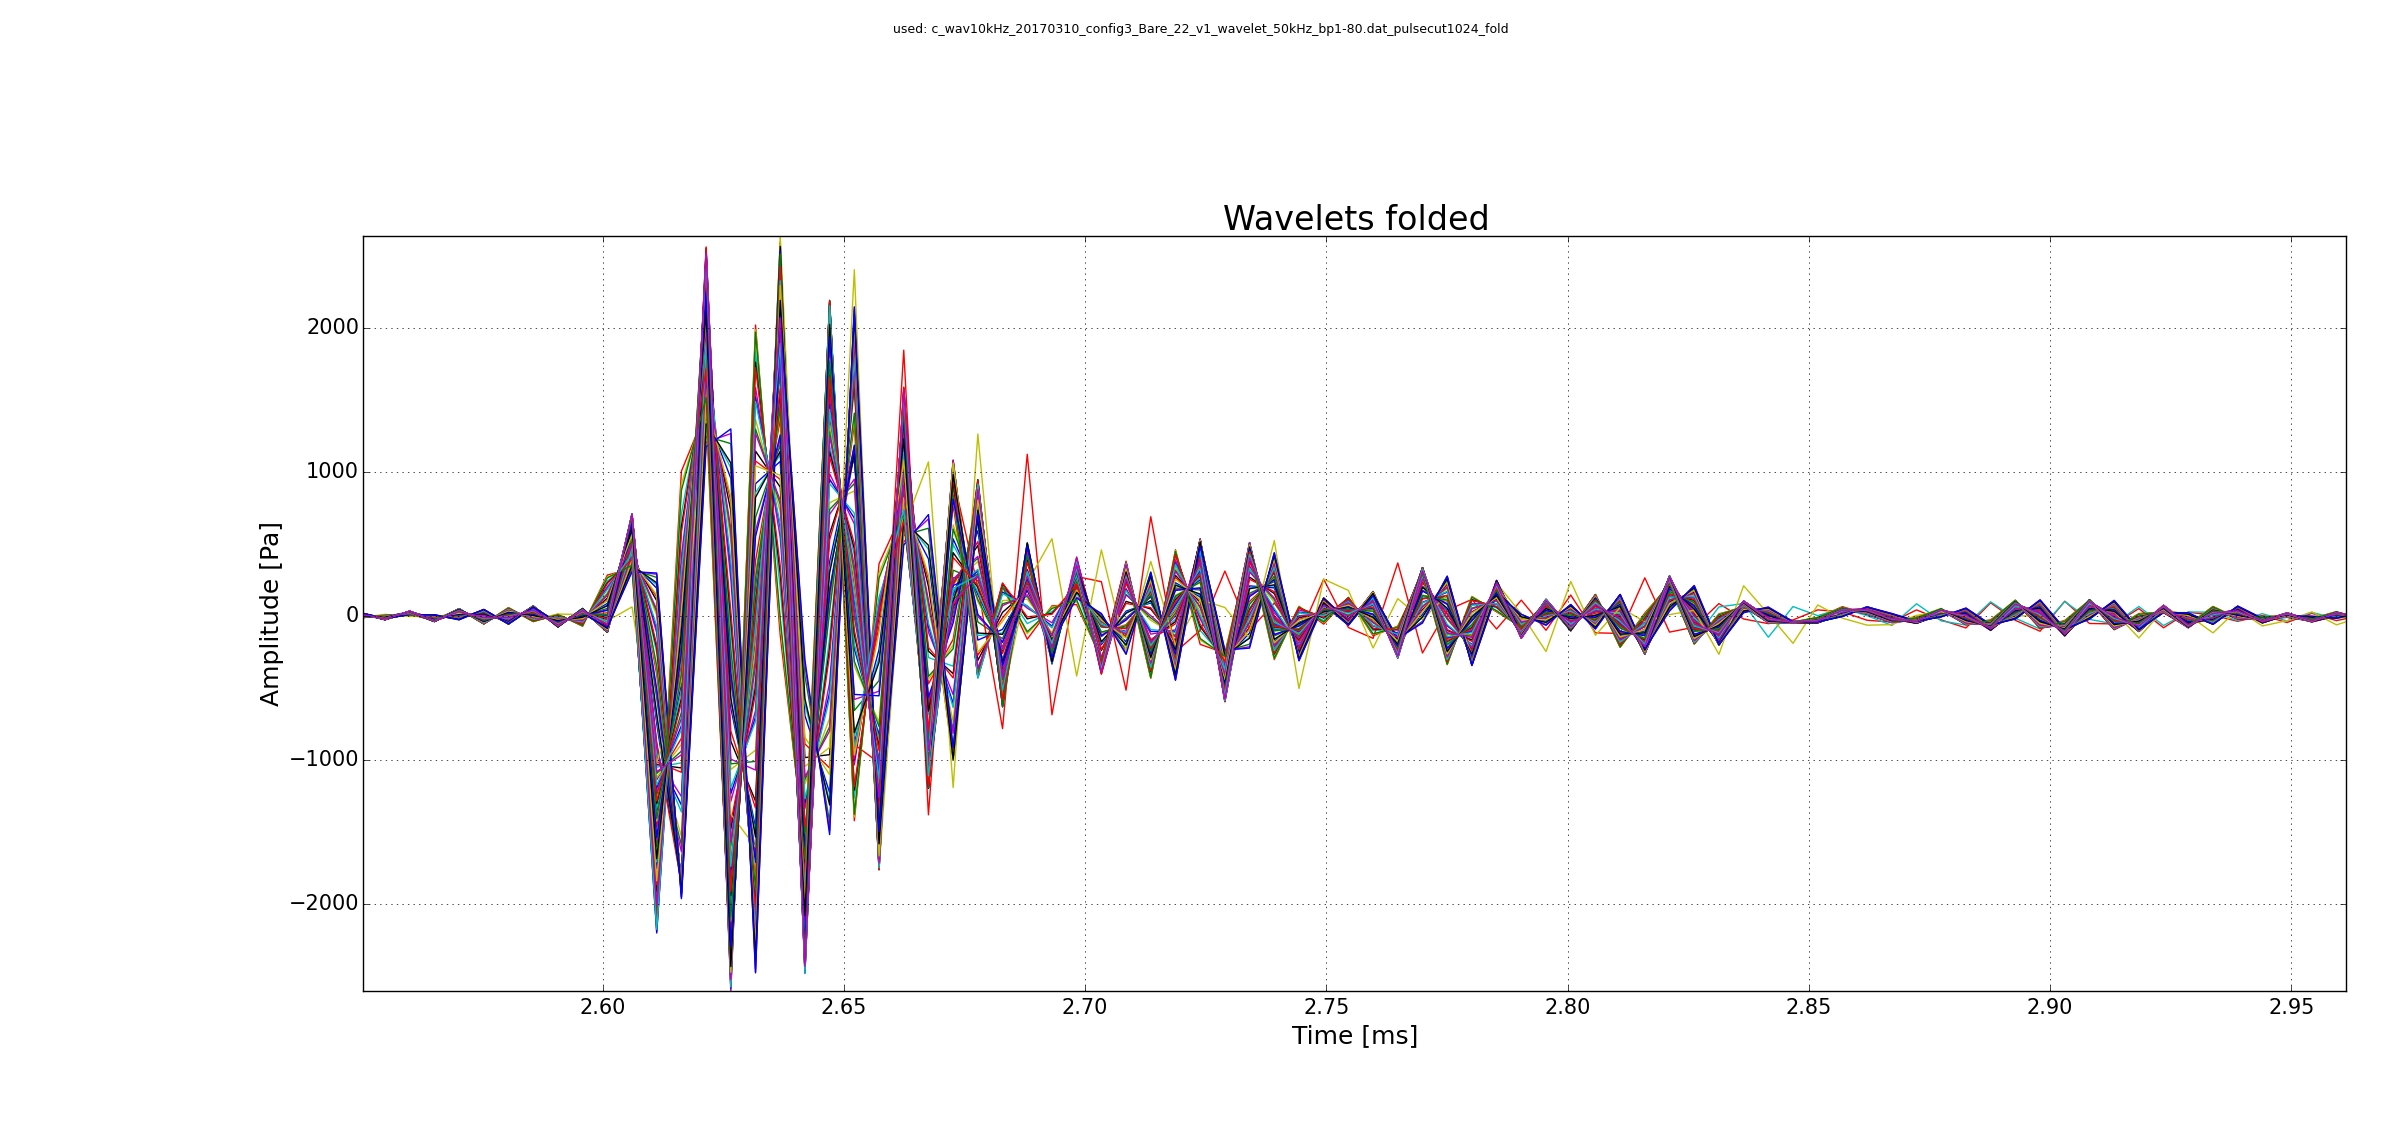 used: c_wav10kHz_20170310_config3_Bare_22_v1_wavelet_50kHz_bp1-80.dat_pulsecut1024_fold
Wavelets folded
Amplitude [Pa]
2000
1000
0
−1000
−2000
2.60 2.65 2.70 2.75 2.80 2.85 2.90 2.95
Time [ms]